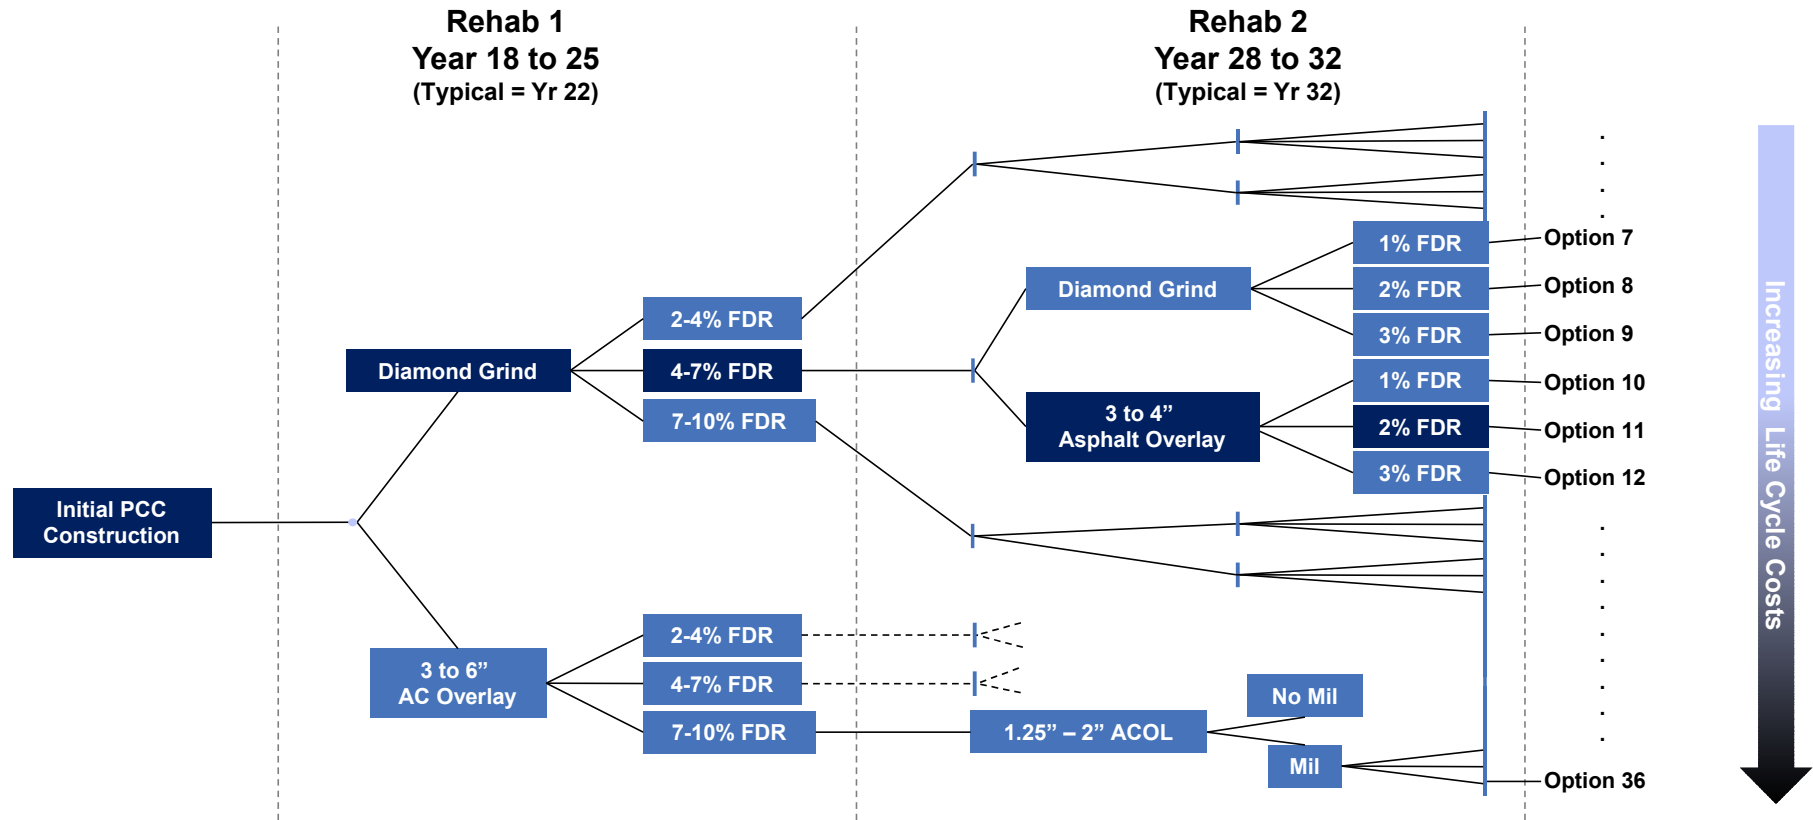 Rehab 1
Year 18 to 25
(Typical = Yr 22)
Rehab 2
Year 28 to 32
(Typical = Yr 32)
Initial PCC
Construction
Diamond Grind
3 to 6”
AC Overlay
2-4% FDR
4-7% FDR
7-10% FDR
2-4% FDR
4-7% FDR
7-10% FDR
Diamond Grind
3 to 4”
Asphalt Overlay
1.25” – 2” ACOL
No Mil
Mil
1% FDR
2% FDR
3% FDR
1% FDR
2% FDR
3% FDR
Option 7
Option 8
Option 9
Option 10
Option 11
Option 12
Option 36
Increasing Life Cycle Costs